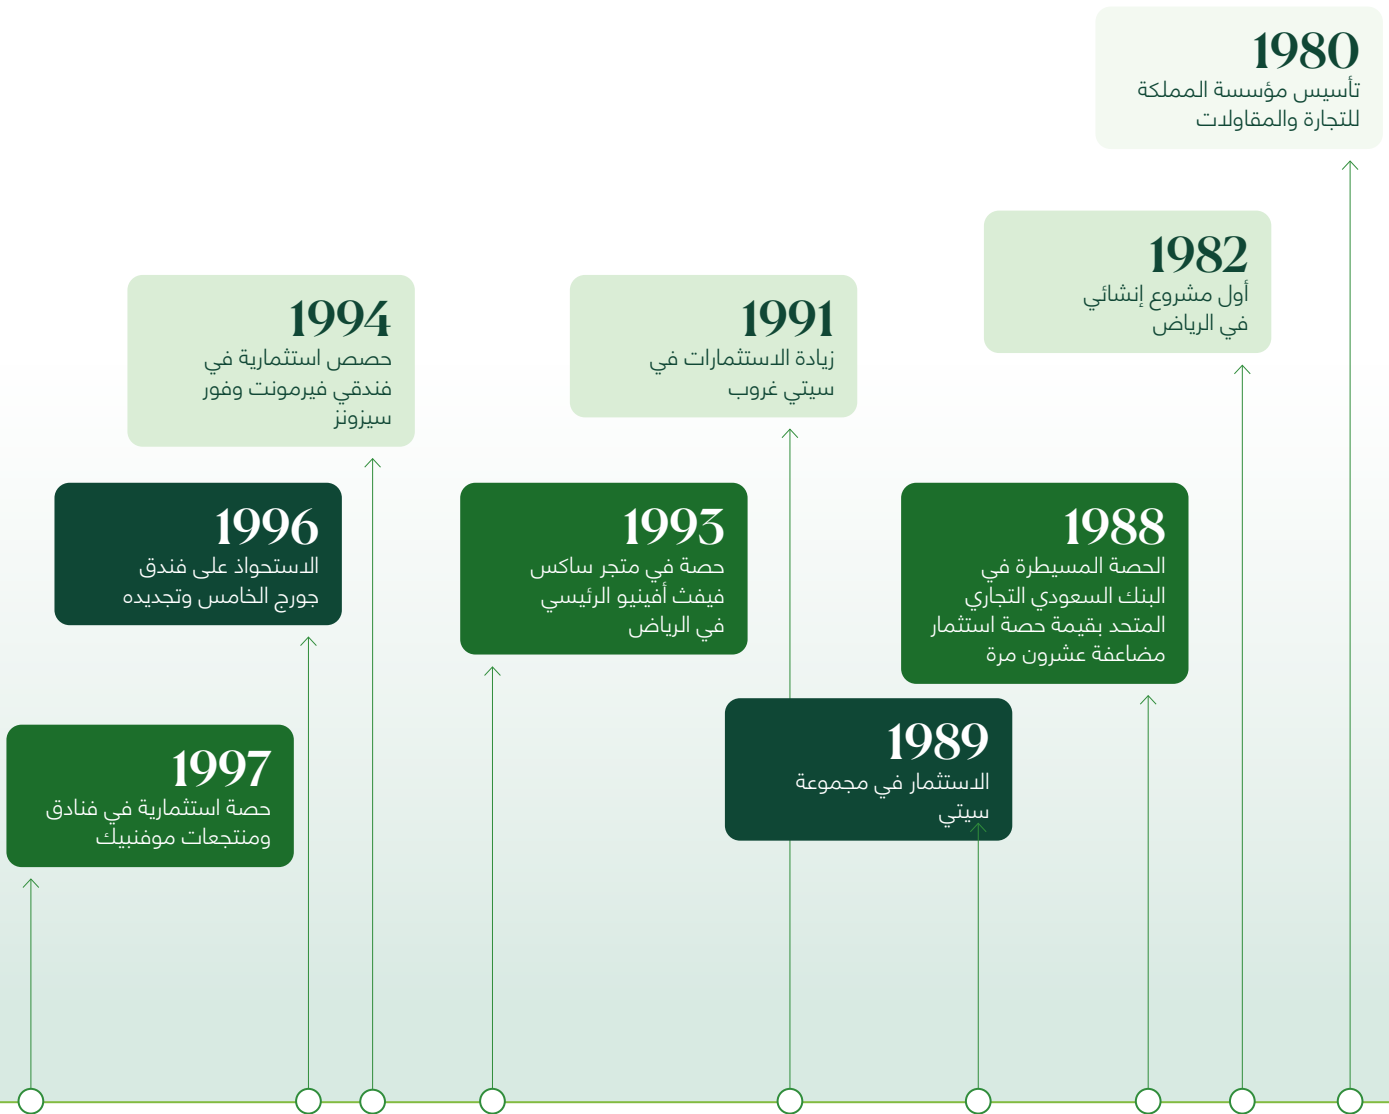 1980
تأسيس مؤسسة المملكة
للتجارة والمقاولات
1982
أول مشروع إنشائي
في الرياض
1988
الحصة المسيطرة في
البنك السعودي التجاري
المتحد بقيمة حصة استثمار
مضاعفة عشرون مرة
1989
الاستثمار في مجموعة
سيتي
1991
زيادة الاستثمارات في
سيتي غروب
1993
حصة في متجر ساكس
فيفث أفينيو الرئيسي
في الرياض
1994
حصص استثمارية في
فندقي فيرمونت وفور
سيزونز
1996
الاستحواذ على فندق
جورج الخامس وتجديده
1997
حصة استثمارية في فنادق
ومنتجعات موفنبيك